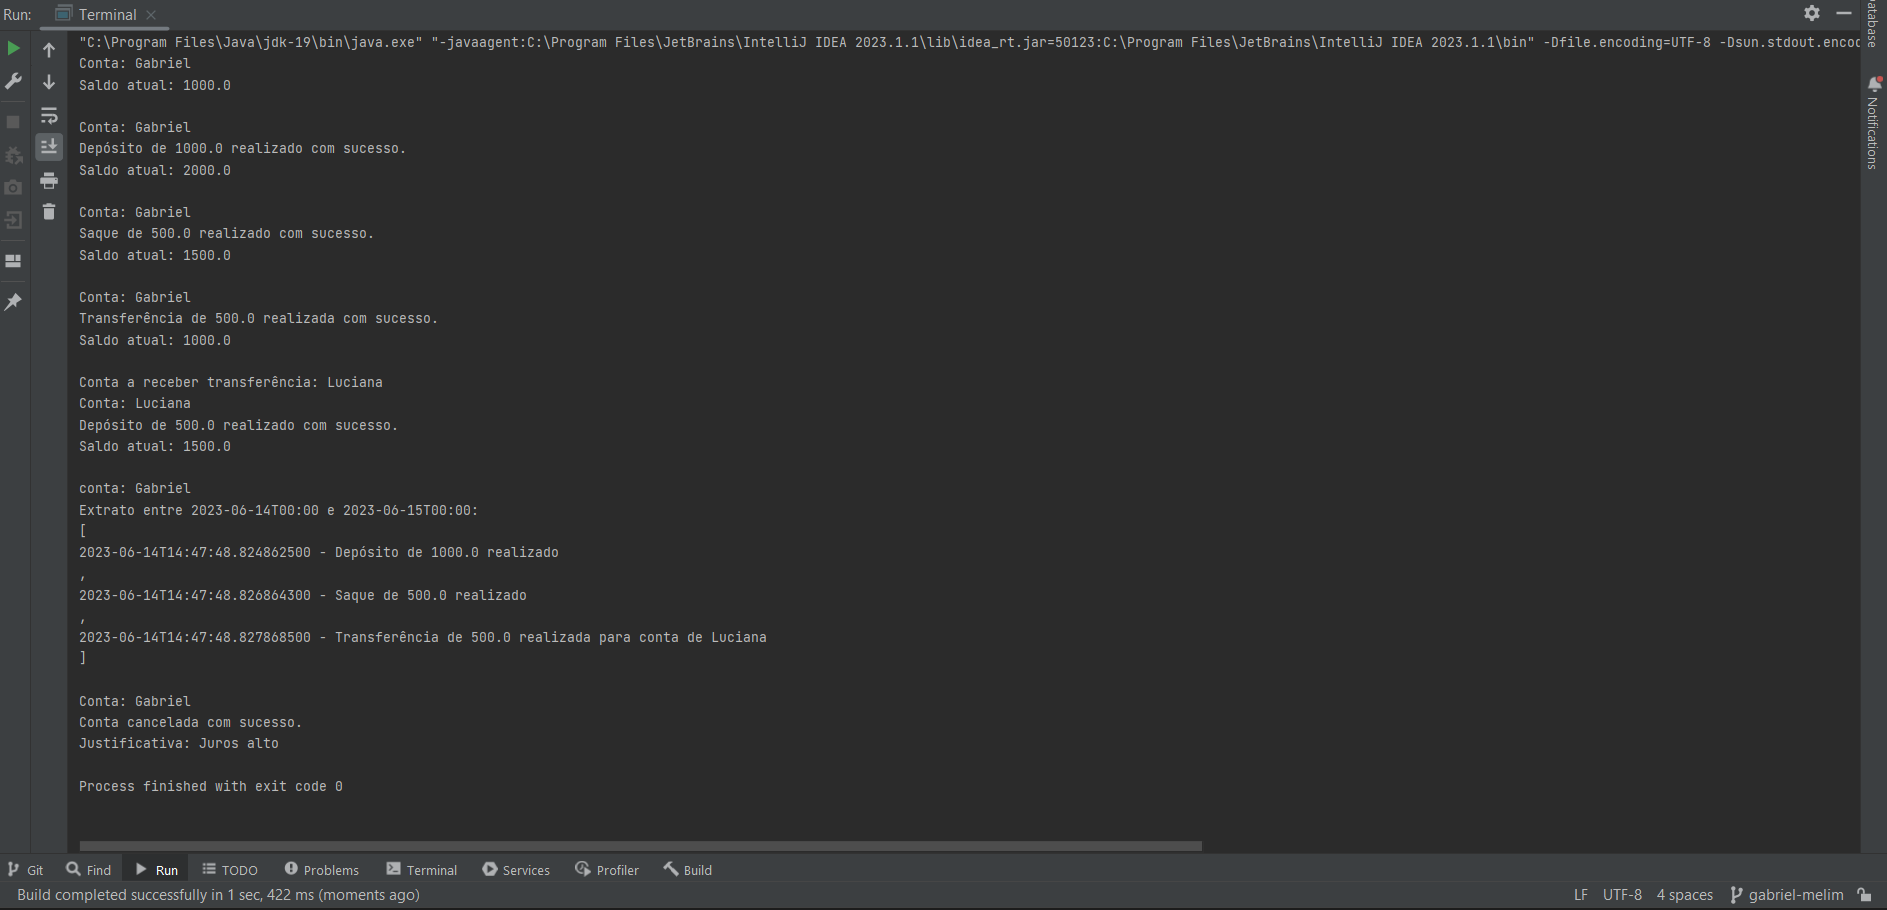 Run: Terminal
"C:\Program Files\Java\jdk-19\bin\java.exe" "-javaagent:C:\Program Files\JetBrains\IntelliJ IDEA 2023.1.1\lib\idea_rt.jar=50123:C:\Program Files\JetBrains\IntelliJ IDEA 2023.1.1\bin" -Dfile.encoding=UTF-8 -Dsun.stdout.encod
Conta: Gabriel
Saldo atual: 1000.0
Conta: Gabriel
Depósito de 1000.0 realizado com sucesso.
Saldo atual: 2000.0
Conta: Gabriel
Saque de 500.0 realizado com sucesso.
Saldo atual: 1500.0
Conta: Gabriel
Transferência de 500.0 realizada com sucesso.
Saldo atual: 1000.0
Conta a receber transferência: Luciana
Conta: Luciana
Depósito de 500.0 realizado com sucesso.
Saldo atual: 1500.0
conta: Gabriel
Extrato entre 2023-06-14T00:00 e 2023-06-15T00:00:
[
2023-06-14T14:47:48.824862500 - Depósito de 1000.0 realizado
,
2023-06-14T14:47:48.826864300 - Saque de 500.0 realizado
,
2023-06-14T14:47:48.827868500 - Transferência de 500.0 realizada para conta de Luciana
]
Conta: Gabriel
Conta cancelada com sucesso.
Justificativa: Juros alto
Process finished with exit code 0
atabase
Notifications
Git Find Run TODO Problems Terminal Services Profiler Build
Build completed successfully in 1 sec, 422 ms (moments ago) LF UTF-8 4 spaces gabriel-melim